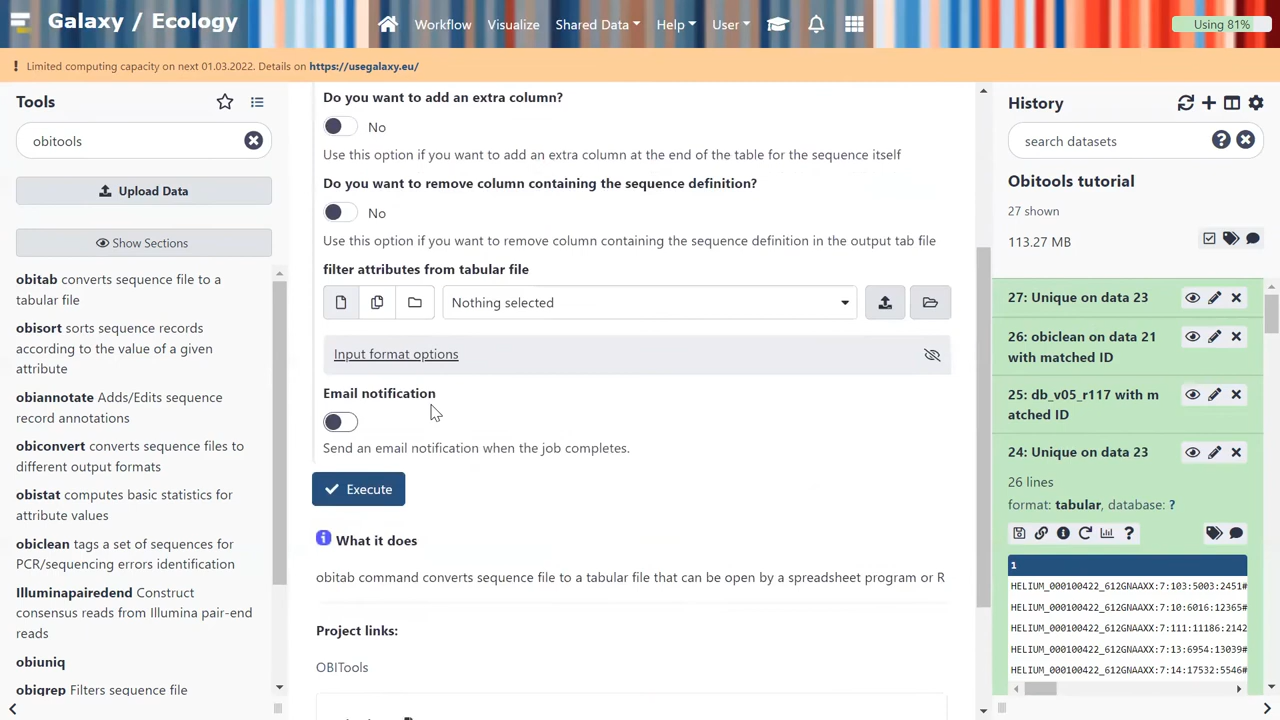 Galaxy / Ecology
Workflow
Visualize
Shared Data
Help
User
Using 81%
! Limited computing capacity on next 01.03.2022. Details on https://usegalaxy.eu/
Tools
obitools
Upload Data
Show Sections
obitab converts sequence file to a
tabular file
obisort sorts sequence records
according to the value of a given
attribute
obiannotate Adds/Edits sequence
record annotations
obiconvert converts sequence files to
different output formats
obistat computes basic statistics for
attribute values
obiclean tags a set of sequences for
PCR/sequencing errors identification
Illuminapairedend Construct
consensus reads from Illumina pair-end
reads
obiuniq
obigrep Filters sequence file
Do you want to add an extra column?
No
Use this option if you want to add an extra column at the end of the table for the sequence itself
Do you want to remove column containing the sequence definition?
No
Use this option if you want to remove column containing the sequence definition in the output tab file
filter attributes from tabular file
Nothing selected
Input format options
Email notification
Send an email notification when the job completes.
Execute
What it does
obitab command converts sequence file to a tabular file that can be open by a spreadsheet program or R
Project links:
OBITools
History
search datasets
Obitools tutorial
27 shown
113.27 MB
27: Unique on data 23
26: obiclean on data 21
with matched ID
25: db_v05_r117 with m
atched ID
24: Unique on data 23
26 lines
format: tabular, database: ?
1
HELIUM_000100422_612GNAAXX:7:103:5003:2451#
HELIUM_000100422_612GNAAXX:7:10:6016:12365#
HELIUM_000100422_612GNAAXX:7:111:11186:2142
HELIUM_000100422_612GNAAXX:7:13:6954:13039#
HELIUM_000100422_612GNAAXX:7:14:17532:5546#